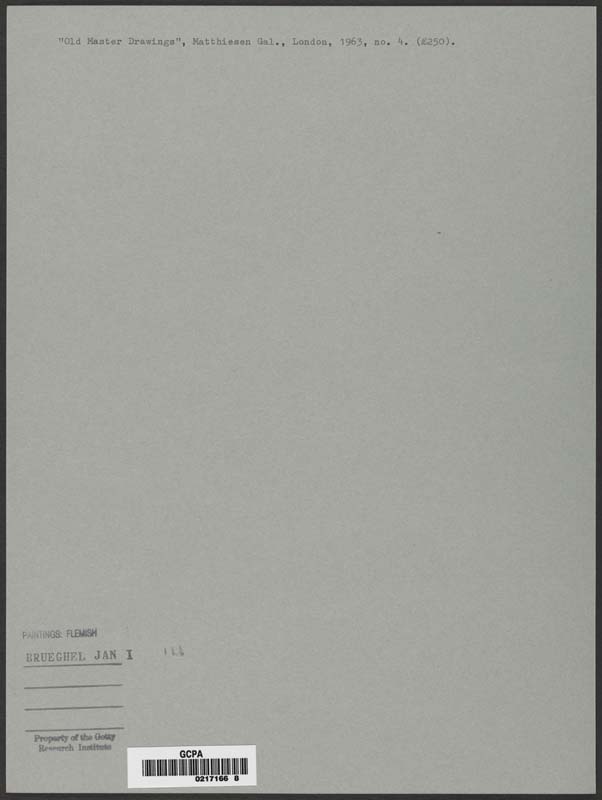 "Old Master Drawings", Matthiesen Gal., London, 1963, no. 4. (£250).
PAINTINGS: FLEMISH
BRUEGHEL JAN I
Property of the Getty
Research Institute
GCPA
0217166 8